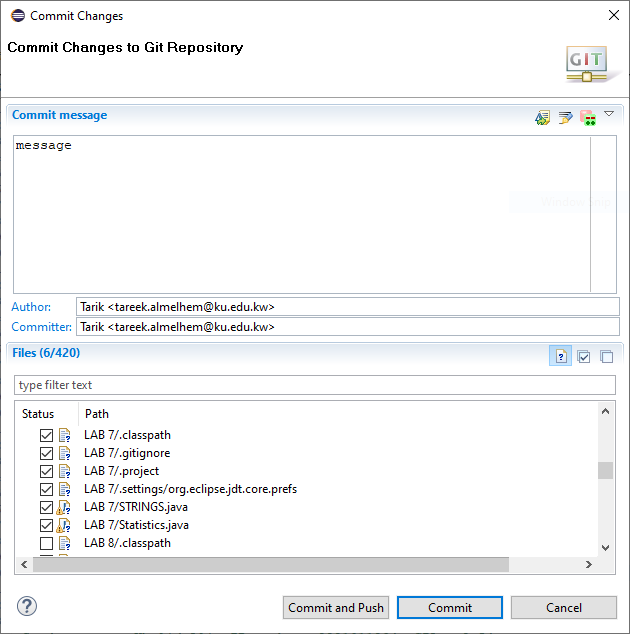 Commit Changes
Commit Changes to Git Repository
GIT
Commit message
message
Author: Tarik <tareek.almelhem@ku.edu.kw>
Committer: Tarik <tareek.almelhem@ku.edu.kw>
Files (6/420)
type filter text
Status Path
LAB 7/.classpath
LAB 7/.gitignore
LAB 7/.project
LAB 7/.settings/org.eclipse.jdt.core.prefs
LAB 7/STRINGS.java
LAB 7/Statistics.java
LAB 8/.classpath
Commit and Push Commit Cancel